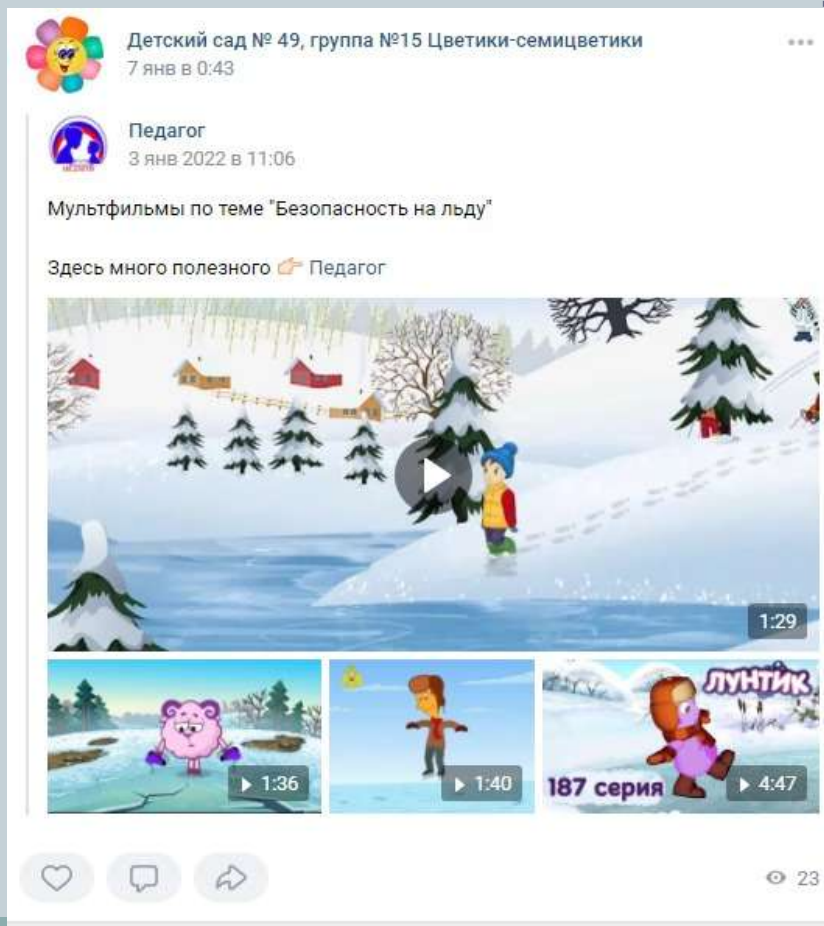 Детский сад № 49, группа №15 Цветики-семицветики
7 янв в 0:43
Педагог
3 янв 2022 в 11:06
Мультфильмы по теме "Безопасность на льду"
Здесь много полезного 👉 Педагог
1:29
1:36
1:40
ЛУНТИК
187 серия
4:47
23